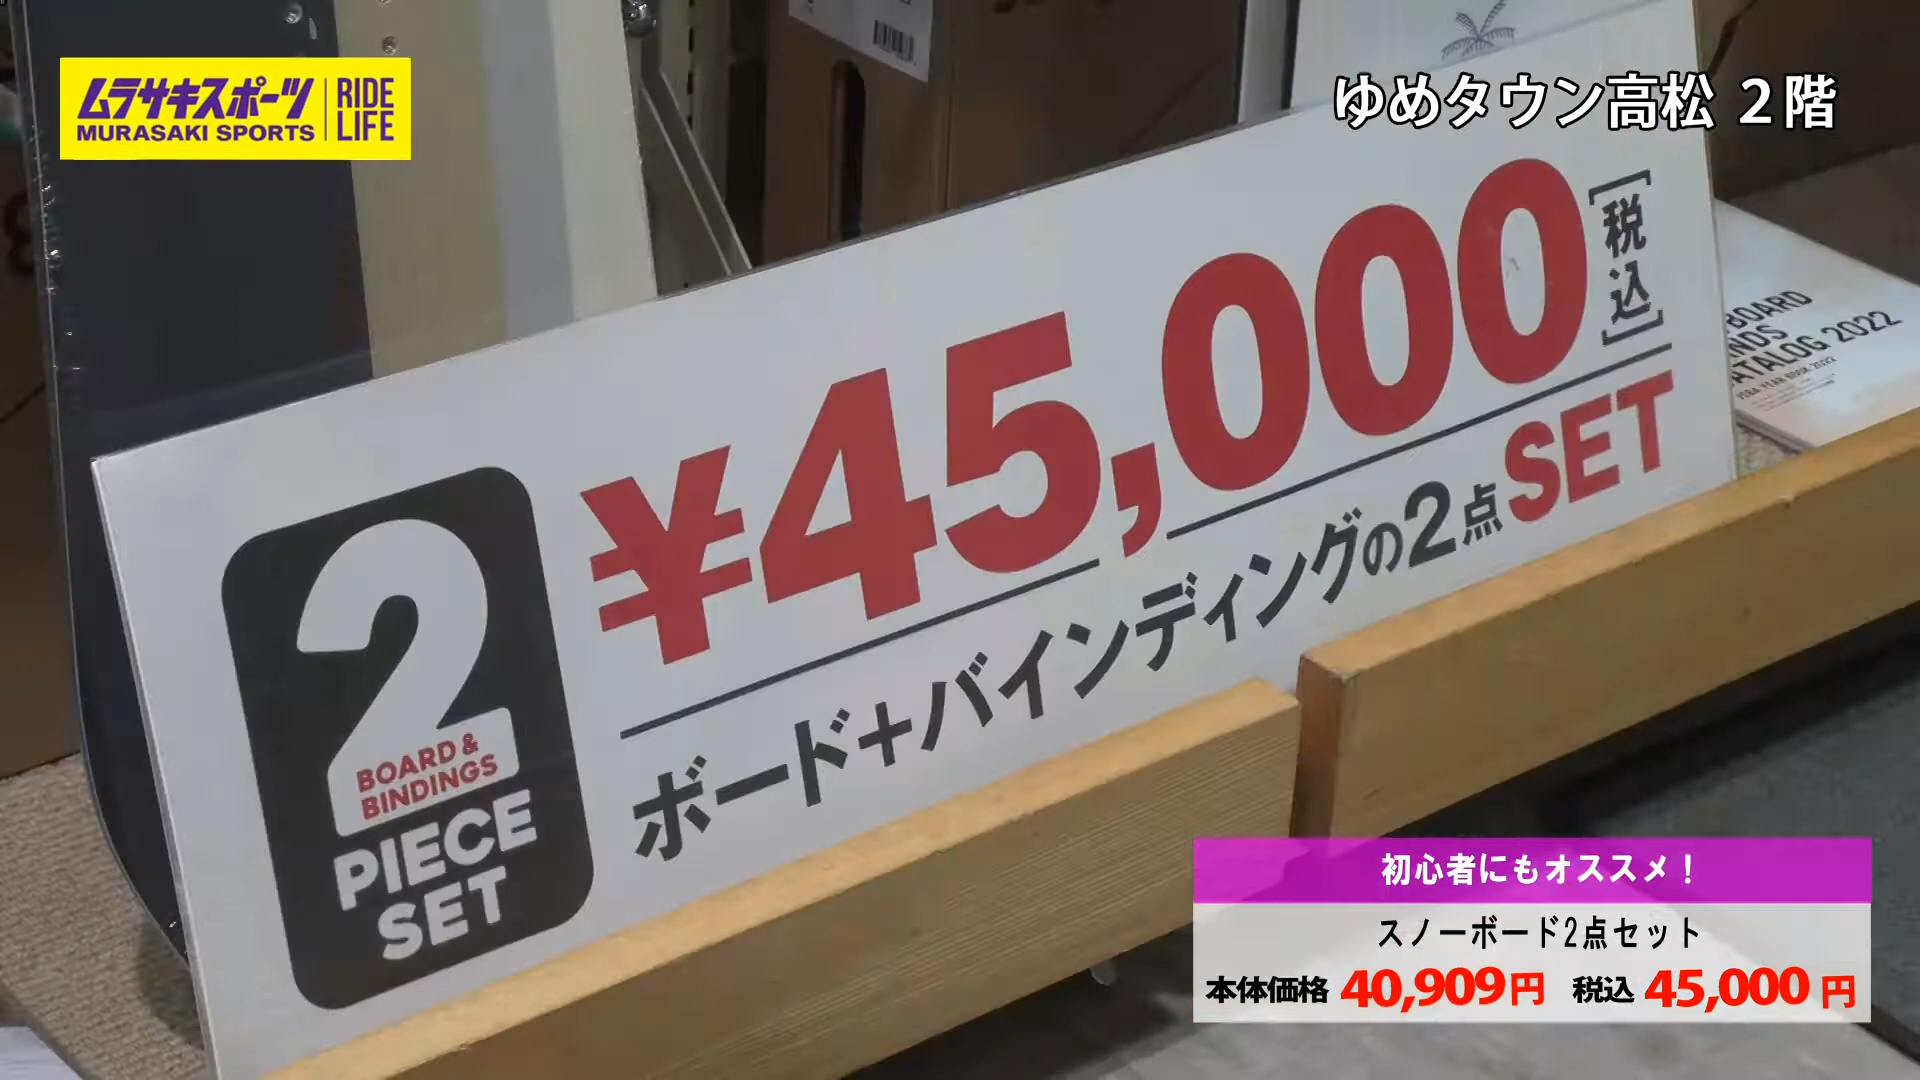 ムラサキスポーツ
MURASAKI SPORTS
RIDE
LIFE
ゆめタウン高松 2階
¥45,000
[税込]
ボード+バインディングの2点SET
2
BOARD &
BINDINGS
PIECE
SET
CATALOG 2022
初心者にもオススメ!
スノーボード2点セット
本体価格 40,909円 税込 45,000円